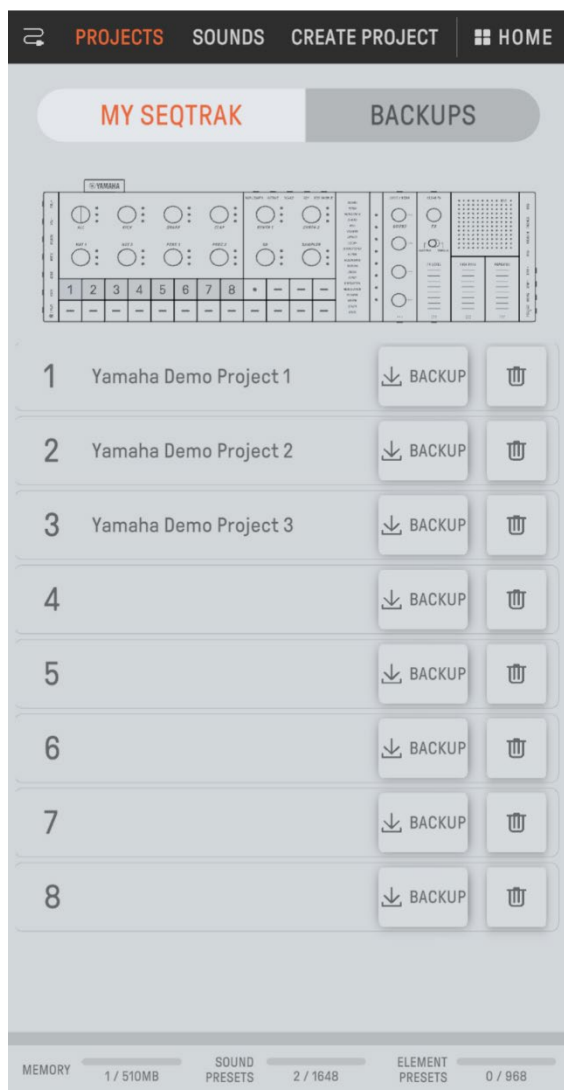 PROJECTS SOUNDS CREATE PROJECT HOME
MY SEQTRAK BACKUPS
YAMAHA
1 2 3 4 5 6 7 8
1 Yamaha Demo Project 1 BACKUP
2 Yamaha Demo Project 2 BACKUP
3 Yamaha Demo Project 3 BACKUP
4 BACKUP
5 BACKUP
6 BACKUP
7 BACKUP
8 BACKUP
MEMORY 1 / 510MB SOUND PRESETS 2 / 1648 ELEMENT PRESETS 0 / 968